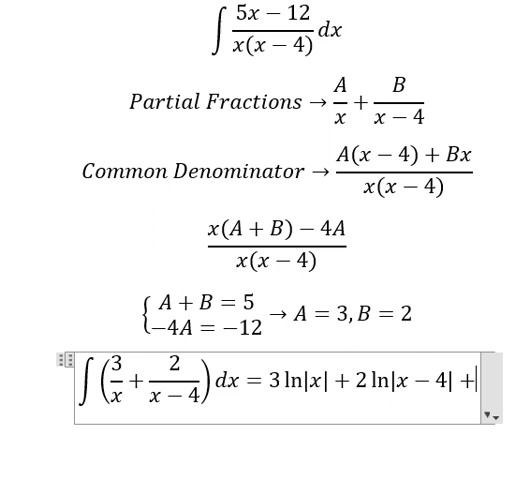 ∫ (5x − 12)/(x(x − 4)) dx
Partial Fractions → A/x + B/(x − 4)
Common Denominator → (A(x − 4) + Bx)/(x(x − 4))
(x(A + B) − 4A)/(x(x − 4))
{ A + B = 5
−4A = −12 → A = 3, B = 2
∫ (3/x + 2/(x − 4)) dx = 3 ln|x| + 2 ln|x − 4| +